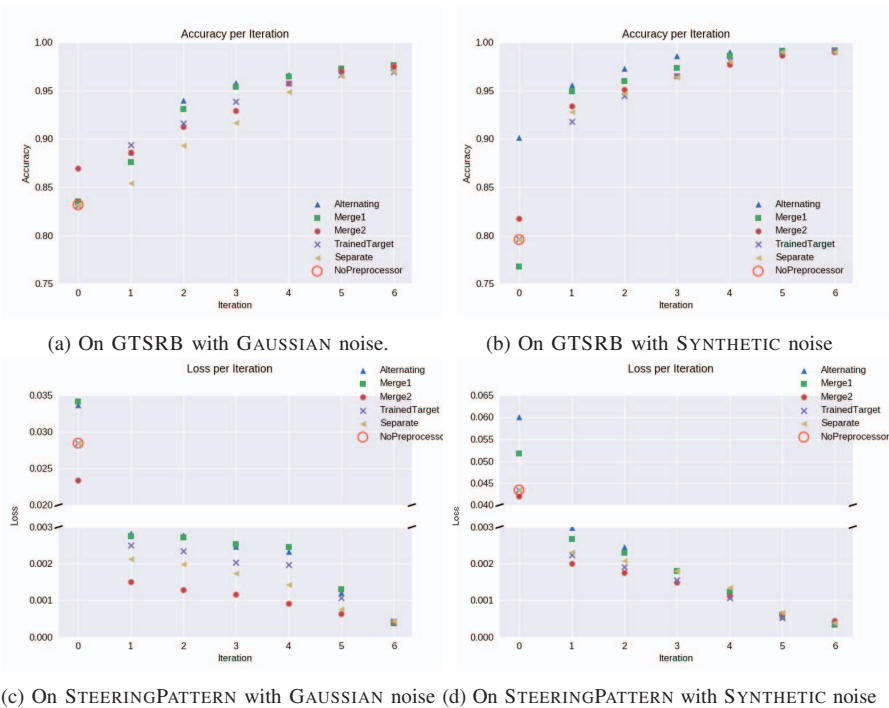 Accuracy per Iteration
1.00
0.95
0.90
0.85
0.80
0.75
Accuracy
Alternating
Merge1
Merge2
TrainedTarget
Separate
NoPreprocessor
0 1 2 3 4 5 6
Iteration
(a) On GTSRB with GAUSSIAN noise.
Accuracy per Iteration
1.00
0.95
0.90
0.85
0.80
0.75
Accuracy
Alternating
Merge1
Merge2
TrainedTarget
Separate
NoPreprocessor
0 1 2 3 4 5 6
Iteration
(b) On GTSRB with SYNTHETIC noise
Loss per Iteration
Alternating
Merge1
Merge2
TrainedTarget
Separate
NoPreprocessor
0.035
0.030
0.025
0.020
0.003
0.002
0.001
0.000
Loss
0 1 2 3 4 5 6
Iteration
(c) On STEERINGPATTERN with GAUSSIAN noise
Loss per Iteration
Alternating
Merge1
Merge2
TrainedTarget
Separate
NoPreprocessor
0.065
0.060
0.055
0.050
0.045
0.040
0.003
0.002
0.001
0.000
Loss
0 1 2 3 4 5 6
Iteration
(d) On STEERINGPATTERN with SYNTHETIC noise